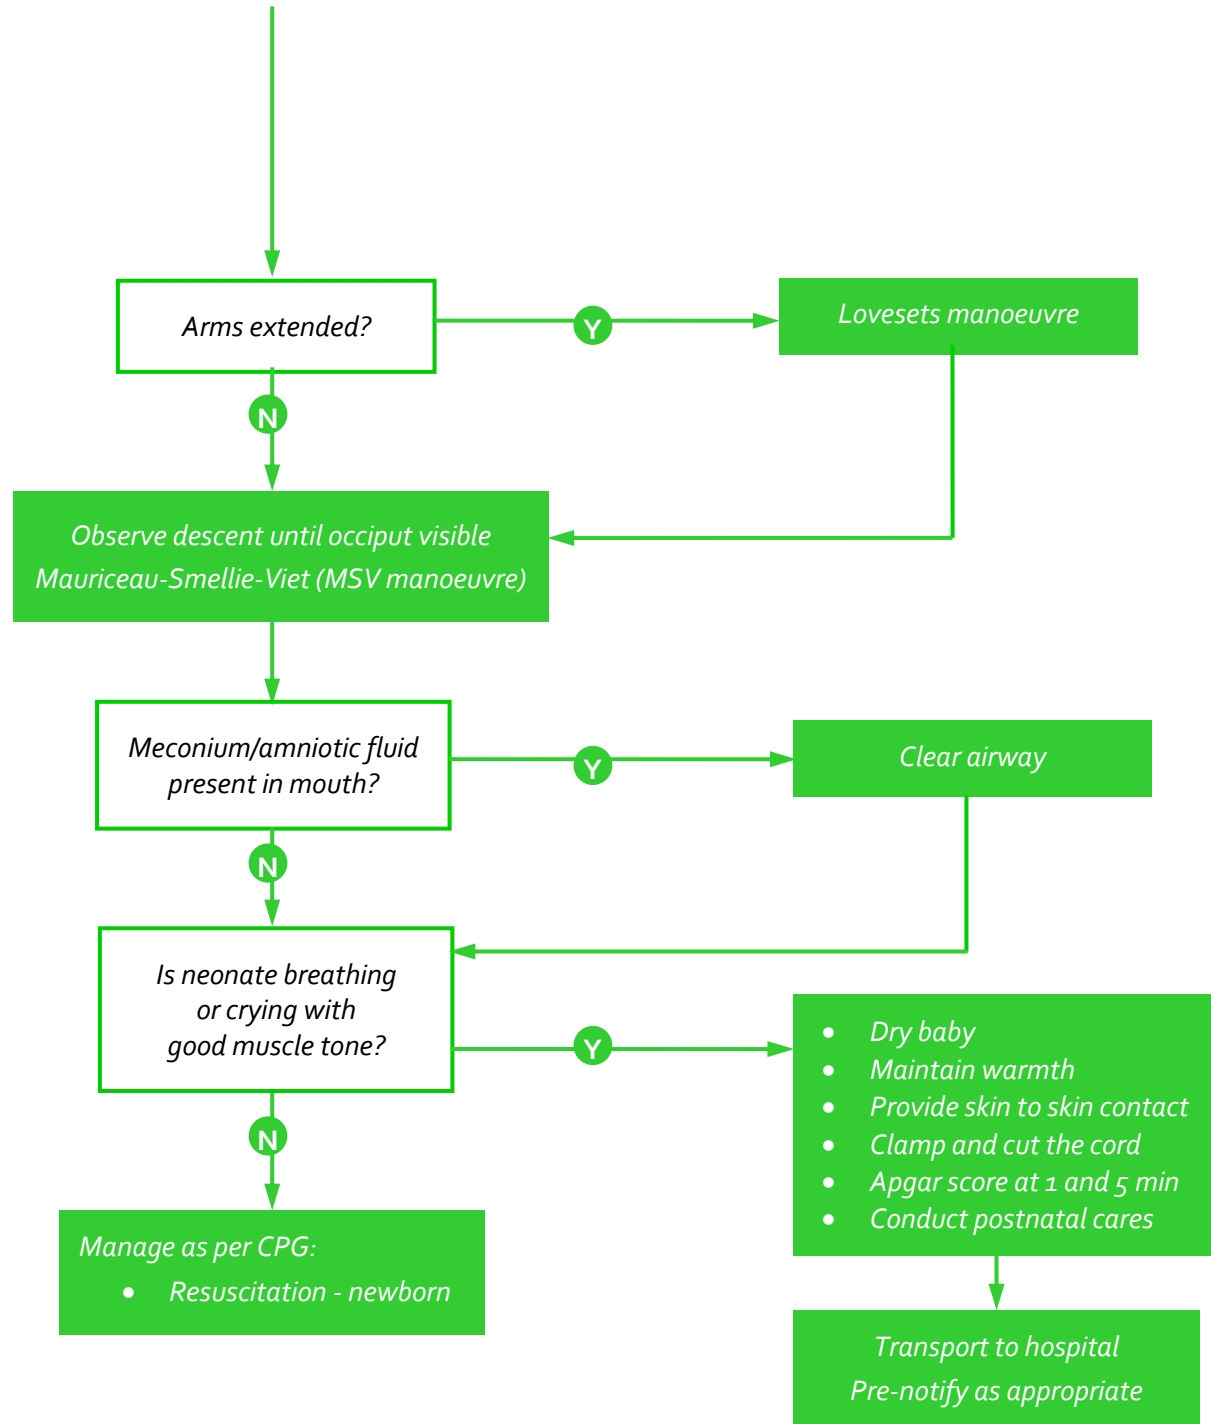 Arms extended?
Y
Lovesets manoeuvre
N
Observe descent until occiput visible
Mauriceau-Smellie-Viet (MSV manoeuvre)
Meconium/amniotic fluid
present in mouth?
Y
Clear airway
N
Is neonate breathing
or crying with
good muscle tone?
Y
• Dry baby
• Maintain warmth
• Provide skin to skin contact
• Clamp and cut the cord
• Apgar score at 1 and 5 min
• Conduct postnatal cares
N
Manage as per CPG:
• Resuscitation - newborn
Transport to hospital
Pre-notify as appropriate